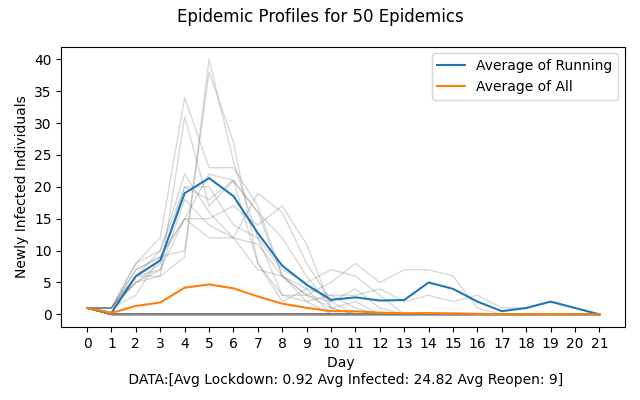 Epidemic Profiles for 50 Epidemics
Average of Running
Average of All
Newly Infected Individuals
40
35
30
25
20
15
10
5
0
0 1 2 3 4 5 6 7 8 9 10 11 12 13 14 15 16 17 18 19 20 21
Day
DATA:[Avg Lockdown: 0.92 Avg Infected: 24.82 Avg Reopen: 9]